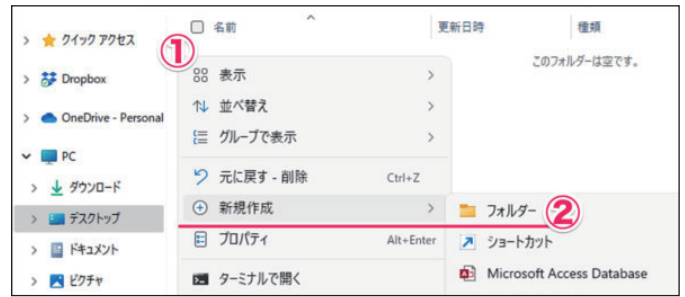 名前
更新日時
種類
このフォルダーは空です。
クイック アクセス
Dropbox
OneDrive - Personal
PC
ダウンロード
デスクトップ
ドキュメント
ピクチャ
①
表示
並べ替え
グループで表示
元に戻す - 削除 Ctrl+Z
新規作成
プロパティ Alt+Enter
ターミナルで開く
フォルダー ②
ショートカット
Microsoft Access Database